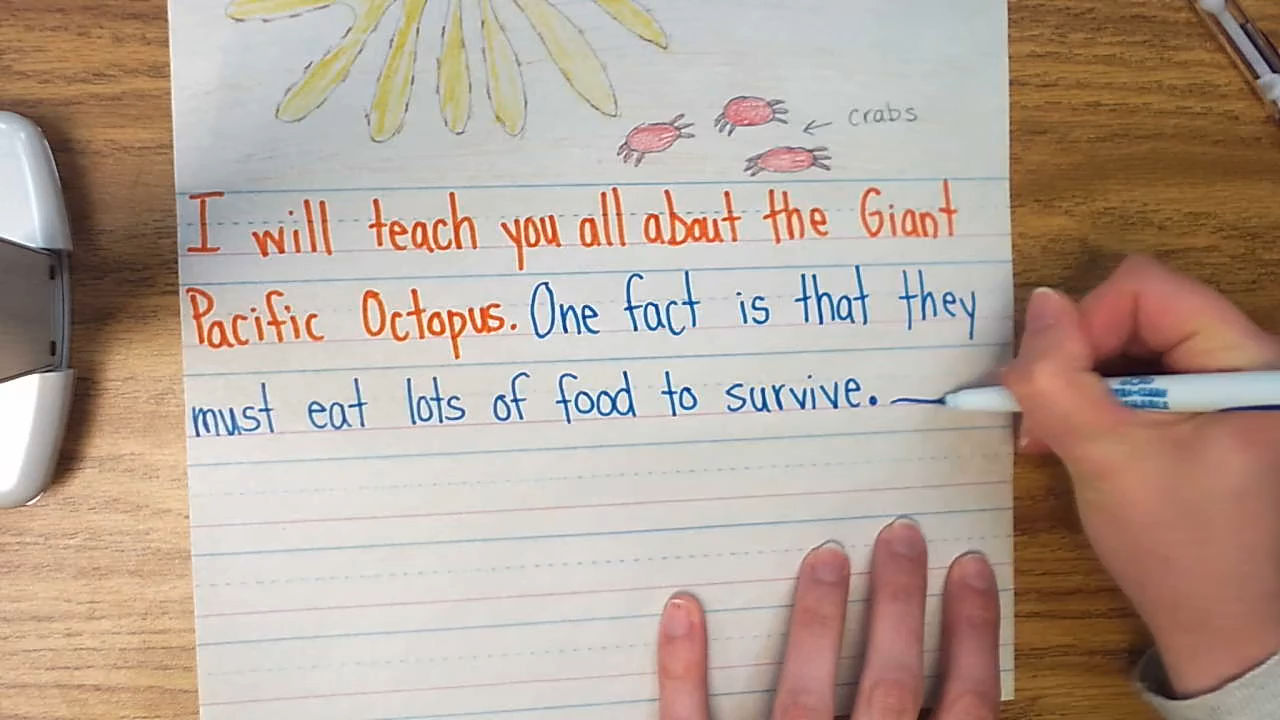 crabs
I will teach you all about the Giant
Pacific Octopus. One fact is that they
must eat lots of food to survive.